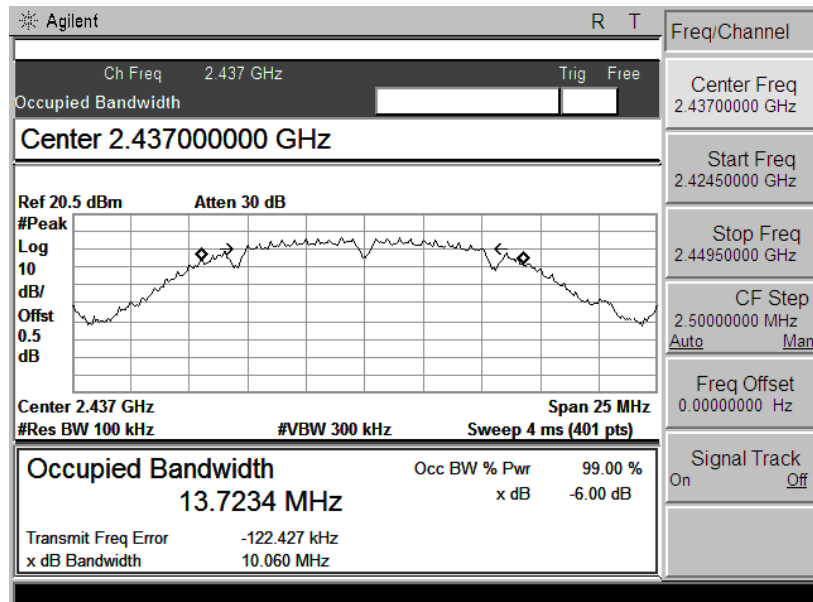 Agilent R T
Ch Freq 2.437 GHz Trig Free
Occupied Bandwidth
Center 2.437000000 GHz
Ref 20.5 dBm Atten 30 dB
#Peak
Log
10
dB/
Offst
0.5
dB
Center 2.437 GHz Span 25 MHz
#Res BW 100 kHz #VBW 300 kHz Sweep 4 ms (401 pts)
Occupied Bandwidth Occ BW % Pwr 99.00 %
13.7234 MHz x dB -6.00 dB
Transmit Freq Error -122.427 kHz
x dB Bandwidth 10.060 MHz
Freq/Channel
Center Freq
2.43700000 GHz
Start Freq
2.42450000 GHz
Stop Freq
2.44950000 GHz
CF Step
2.50000000 MHz
Auto Man
Freq Offset
0.00000000 Hz
Signal Track
On Off